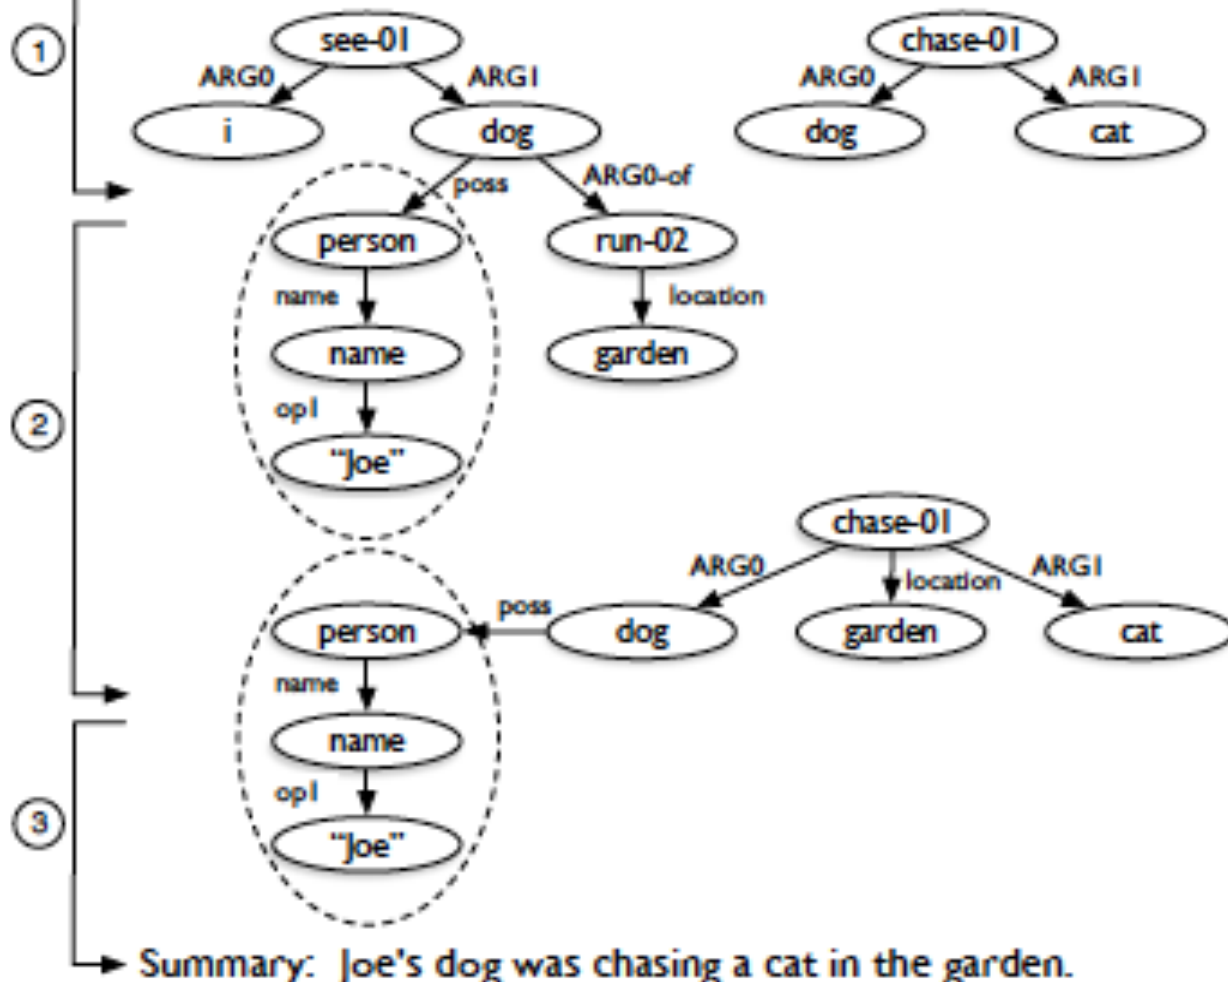 1
see-01
chase-01
ARG0
ARG1
ARG0
ARG1
i
dog
dog
cat
poss
ARG0-of
person
run-02
name
location
name
garden
2
op1
"Joe"
chase-01
ARG0
location
ARG1
poss
person
dog
garden
cat
name
name
op1
3
"Joe"
Summary: Joe's dog was chasing a cat in the garden.